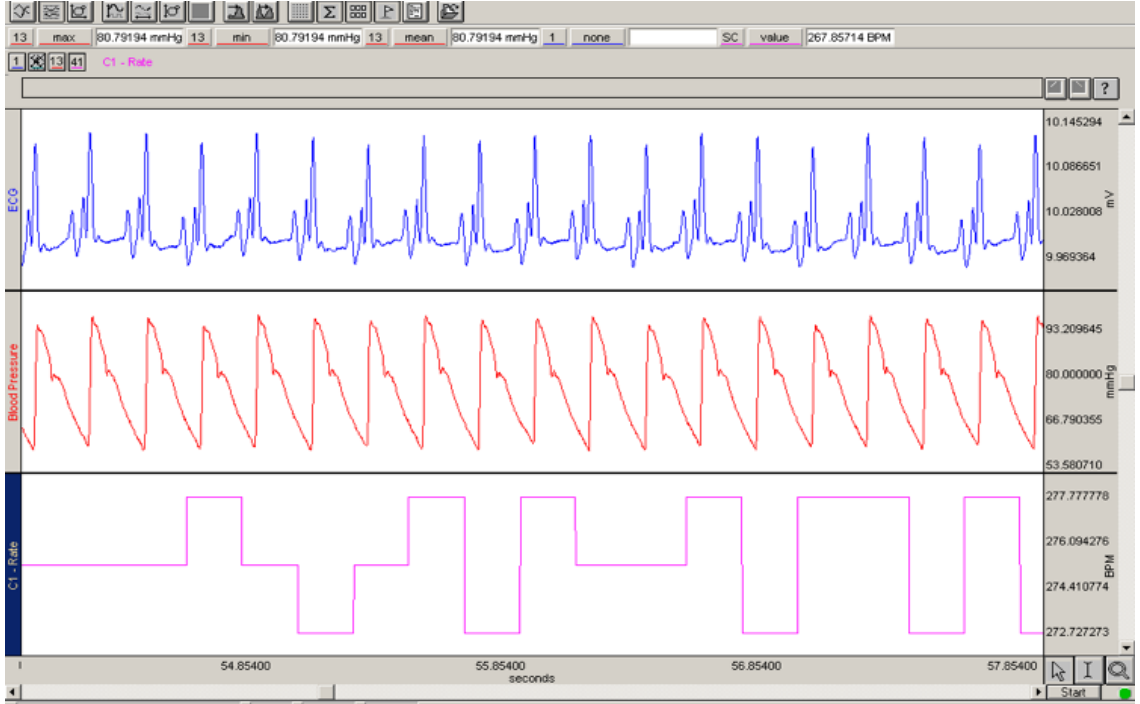 Σ
13 max 80.79194 mmHg 13 min 80.79194 mmHg 13 mean 80.79194 mmHg 1 none SC value 267.85714 BPM
1 13 41 C1 - Rate
?
ECG
10.145294
10.086651
10.028008
9.969364
mV
Blood Pressure
93.209645
80.000000
66.790355
53.580710
mmHg
C1 - Rate
277.777778
276.094276
274.410774
272.727273
BPM
54.85400 55.85400 56.85400 57.85400
seconds
Start